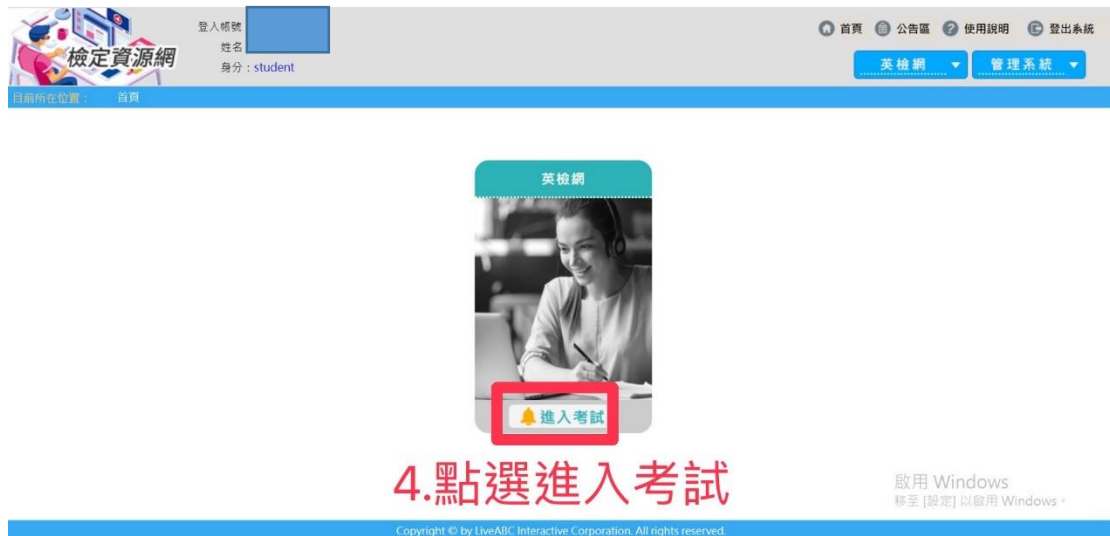 檢定資源網
登入帳號
姓名
身分：student
首頁 公告區 使用說明 登出系統
英檢網 ▼ 管理系統 ▼
目前所在位置： 首頁
英檢網
進入考試
4.點選進入考試
啟用 Windows
移至 [設定] 以啟用 Windows。
Copyright © by LiveABC Interactive Corporation. All rights reserved.